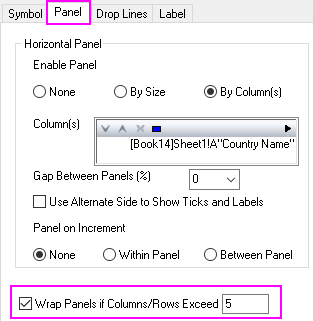 Symbol Panel Drop Lines Label
Horizontal Panel
Enable Panel
None By Size By Column(s)
Column(s)
[Book14]Sheet1!A"Country Name"
Gap Between Panels (%) 0
Use Alternate Side to Show Ticks and Labels
Panel on Increment
None Within Panel Between Panel
Wrap Panels if Columns/Rows Exceed 5